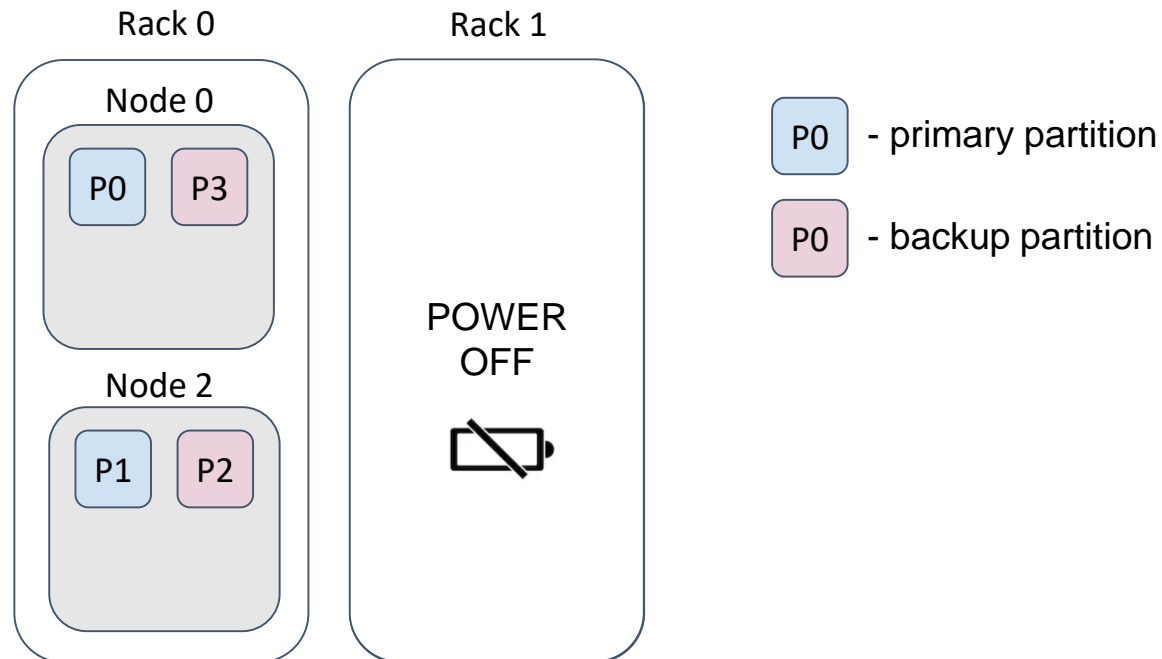 Rack 0
Rack 1
Node 0
P0
P3
P0
- primary partition
P0
- backup partition
POWER
OFF
Node 2
P1
P2